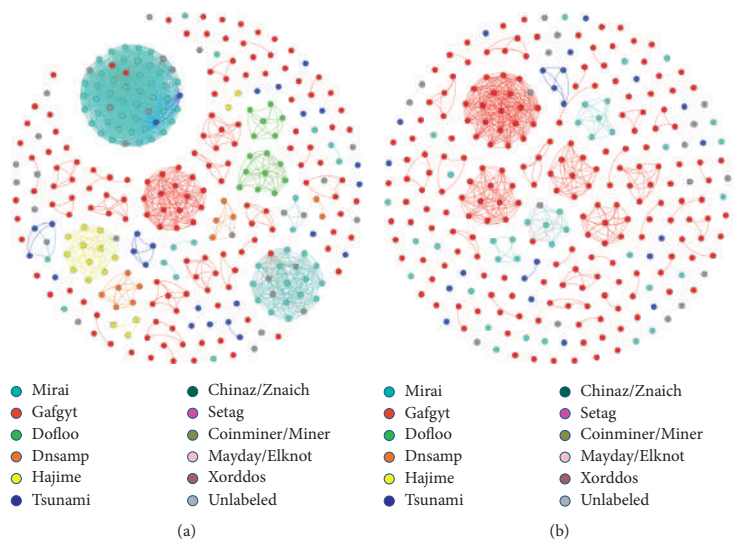 Mirai
Gafgyt
Dofloo
Dnsamp
Hajime
Tsunami
Chinaz/Znaich
Setag
Coinminer/Miner
Mayday/Elknot
Xorddos
Unlabeled
(a)
Mirai
Gafgyt
Dofloo
Dnsamp
Hajime
Tsunami
Chinaz/Znaich
Setag
Coinminer/Miner
Mayday/Elknot
Xorddos
Unlabeled
(b)